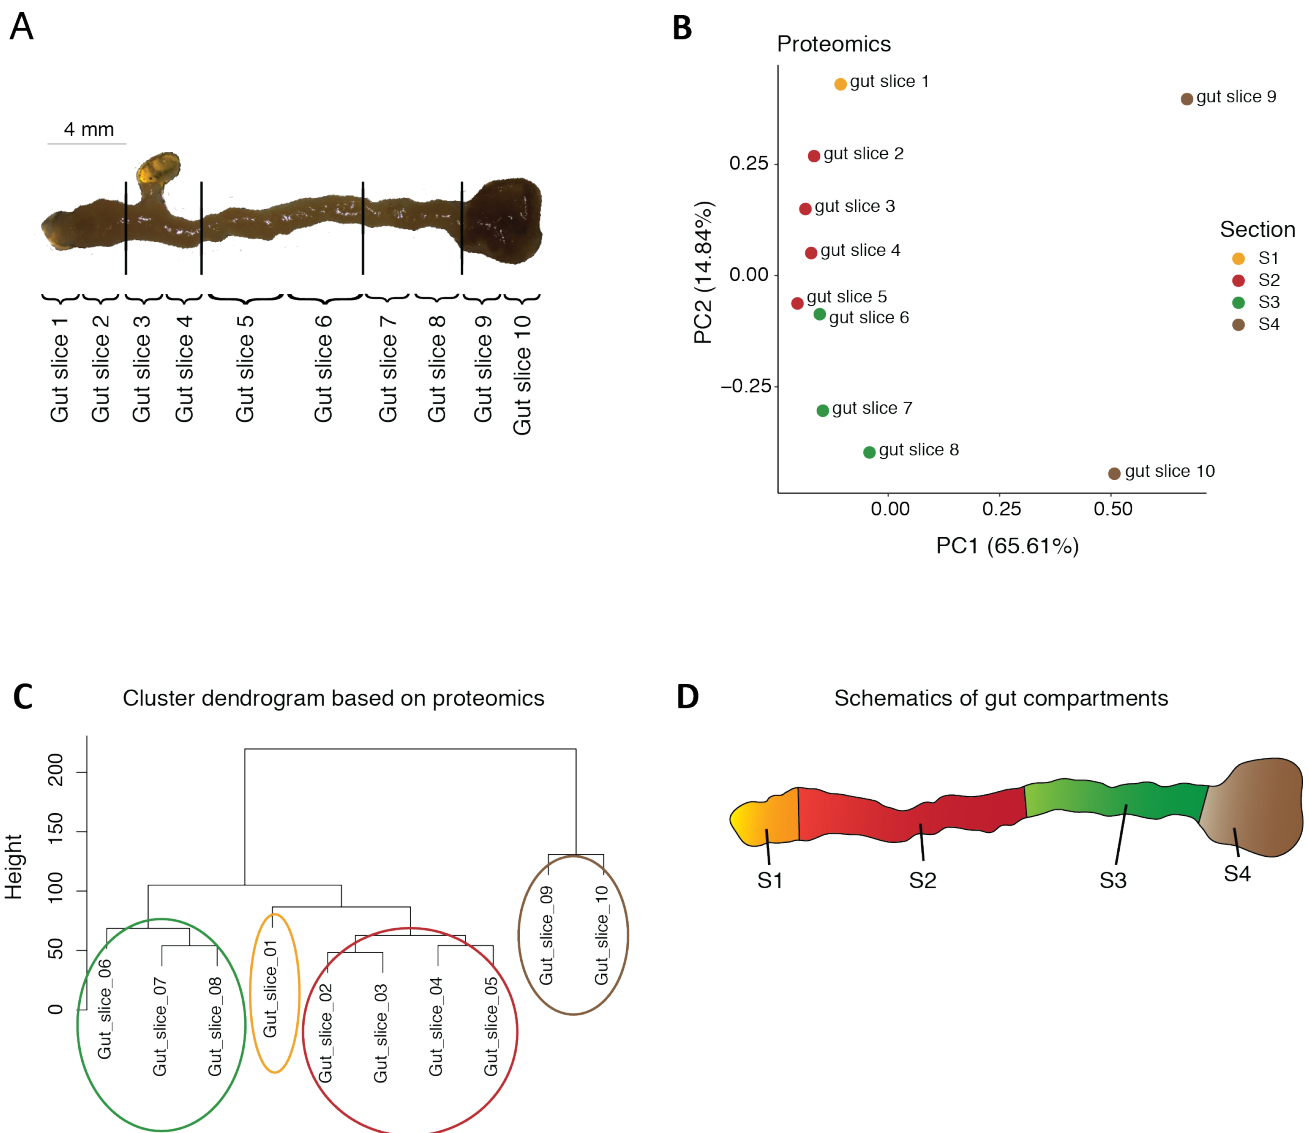 A
4 mm
Gut slice 1
Gut slice 2
Gut slice 3
Gut slice 4
Gut slice 5
Gut slice 6
Gut slice 7
Gut slice 8
Gut slice 9
Gut slice 10
B
Proteomics
gut slice 1
gut slice 9
gut slice 2
gut slice 3
gut slice 4
gut slice 5
gut slice 6
gut slice 7
gut slice 8
gut slice 10
0.25
0.00
−0.25
PC2 (14.84%)
0.00 0.25 0.50
PC1 (65.61%)
Section
S1
S2
S3
S4
C
Cluster dendrogram based on proteomics
Height
200
150
100
50
0
Gut_slice_06
Gut_slice_07
Gut_slice_08
Gut_slice_01
Gut_slice_02
Gut_slice_03
Gut_slice_04
Gut_slice_05
Gut_slice_09
Gut_slice_10
D
Schematics of gut compartments
S1
S2
S3
S4